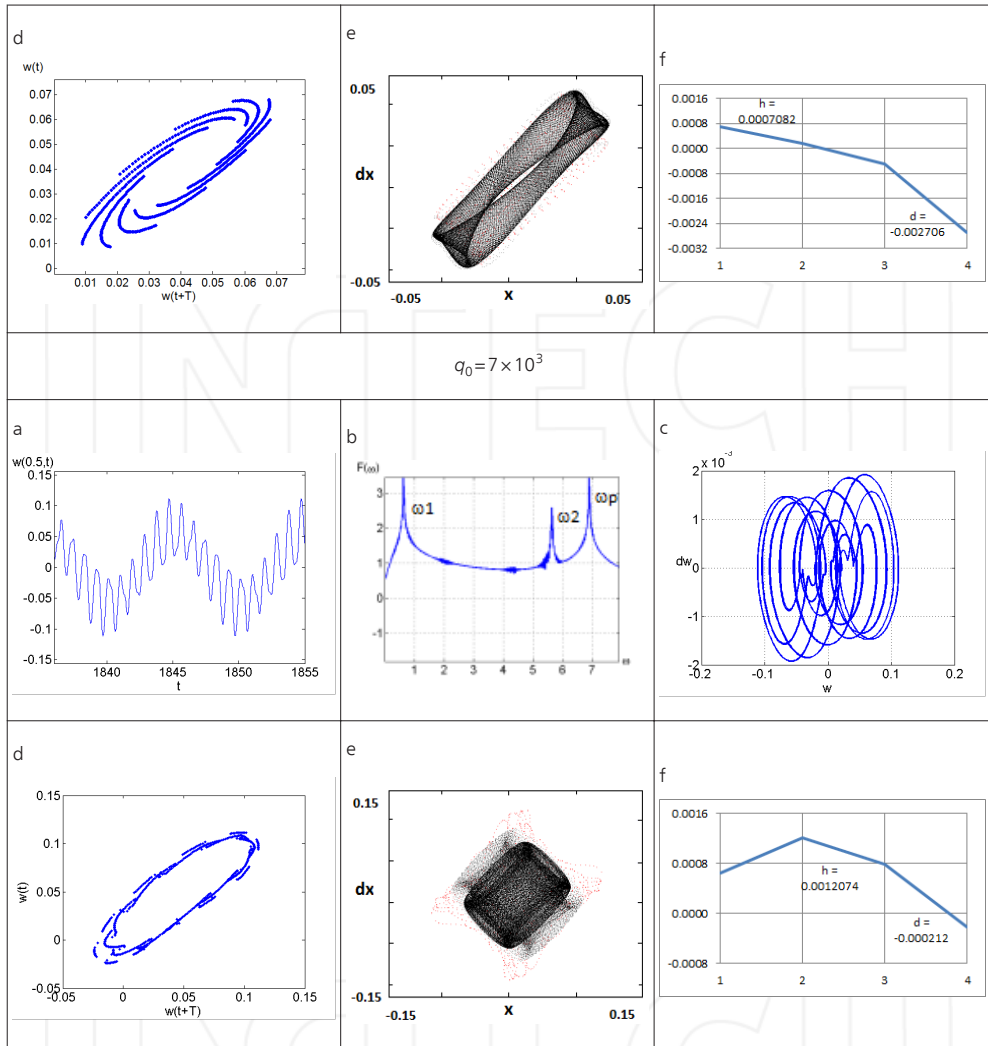 d
w(t)
0.07
0.06
0.05
0.04
0.03
0.02
0.01
0
0.01 0.02 0.03 0.04 0.05 0.06 0.07
w(t+T)
e
0.05
dx
-0.05
-0.05 0.05
x
f
0.0016
0.0008
0.0000
-0.0008
-0.0016
-0.0024
-0.0032
h =
0.0007082
d =
-0.002706
1 2 3 4
q₀=7×10³
a
w(0.5,t)
0.15
0.1
0.05
0
-0.05
-0.1
-0.15
1840 1845 1850 1855
t
b
F(ω)
3
2
1
0
-1
ω1
ω2
ωp
1 2 3 4 5 6 7 ω
c
2 x 10⁻³
1
dw0
-1
-2
-0.2 -0.1 0 0.1 0.2
w
d
0.15
0.1
w(t)
0.05
0
-0.05
-0.05 0 0.05 0.1 0.15
w(t+T)
e
0.15
dx
-0.15
-0.15 0.15
x
f
0.0016
0.0008
0.0000
-0.0008
h =
0.0012074
d =
-0.000212
1 2 3 4
INTECH
INTECH